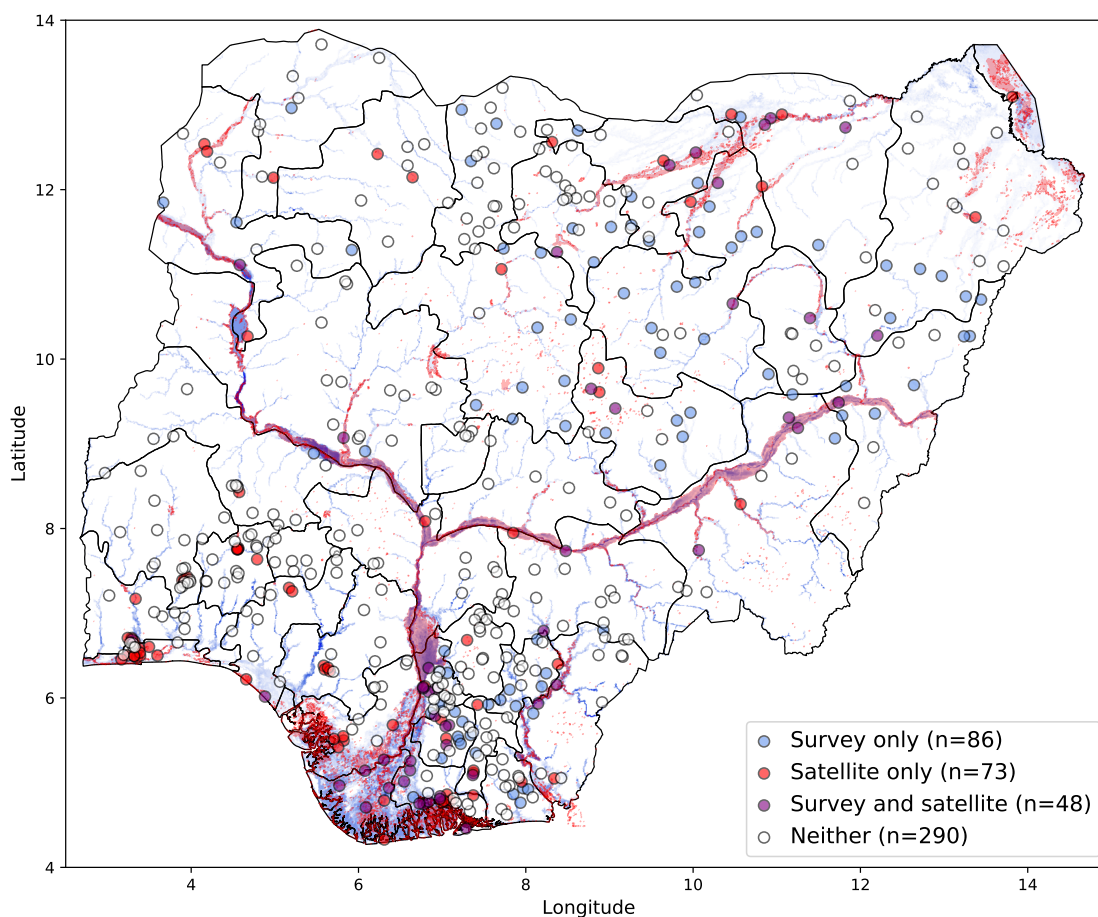 14
12
10
8
6
4
Latitude
4
6
8
10
12
14
Longitude
Survey only (n=86)
Satellite only (n=73)
Survey and satellite (n=48)
Neither (n=290)